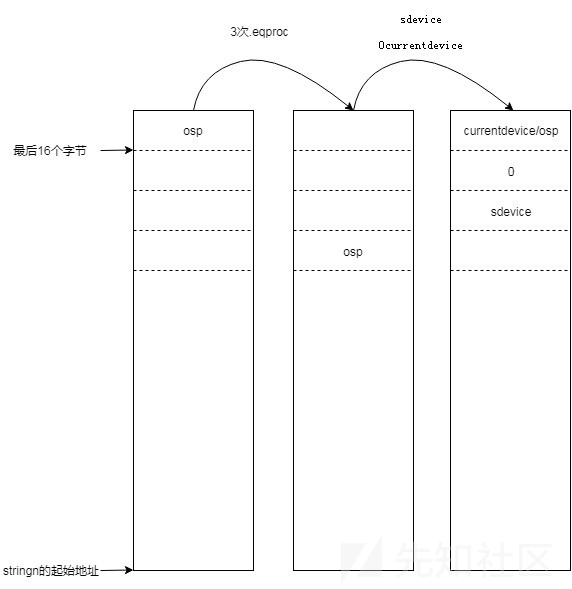 3次.eqproc
sdevice
0currentdevice
osp
currentdevice/osp
最后16个字节
0
sdevice
osp
stringn的起始地址
先知社区